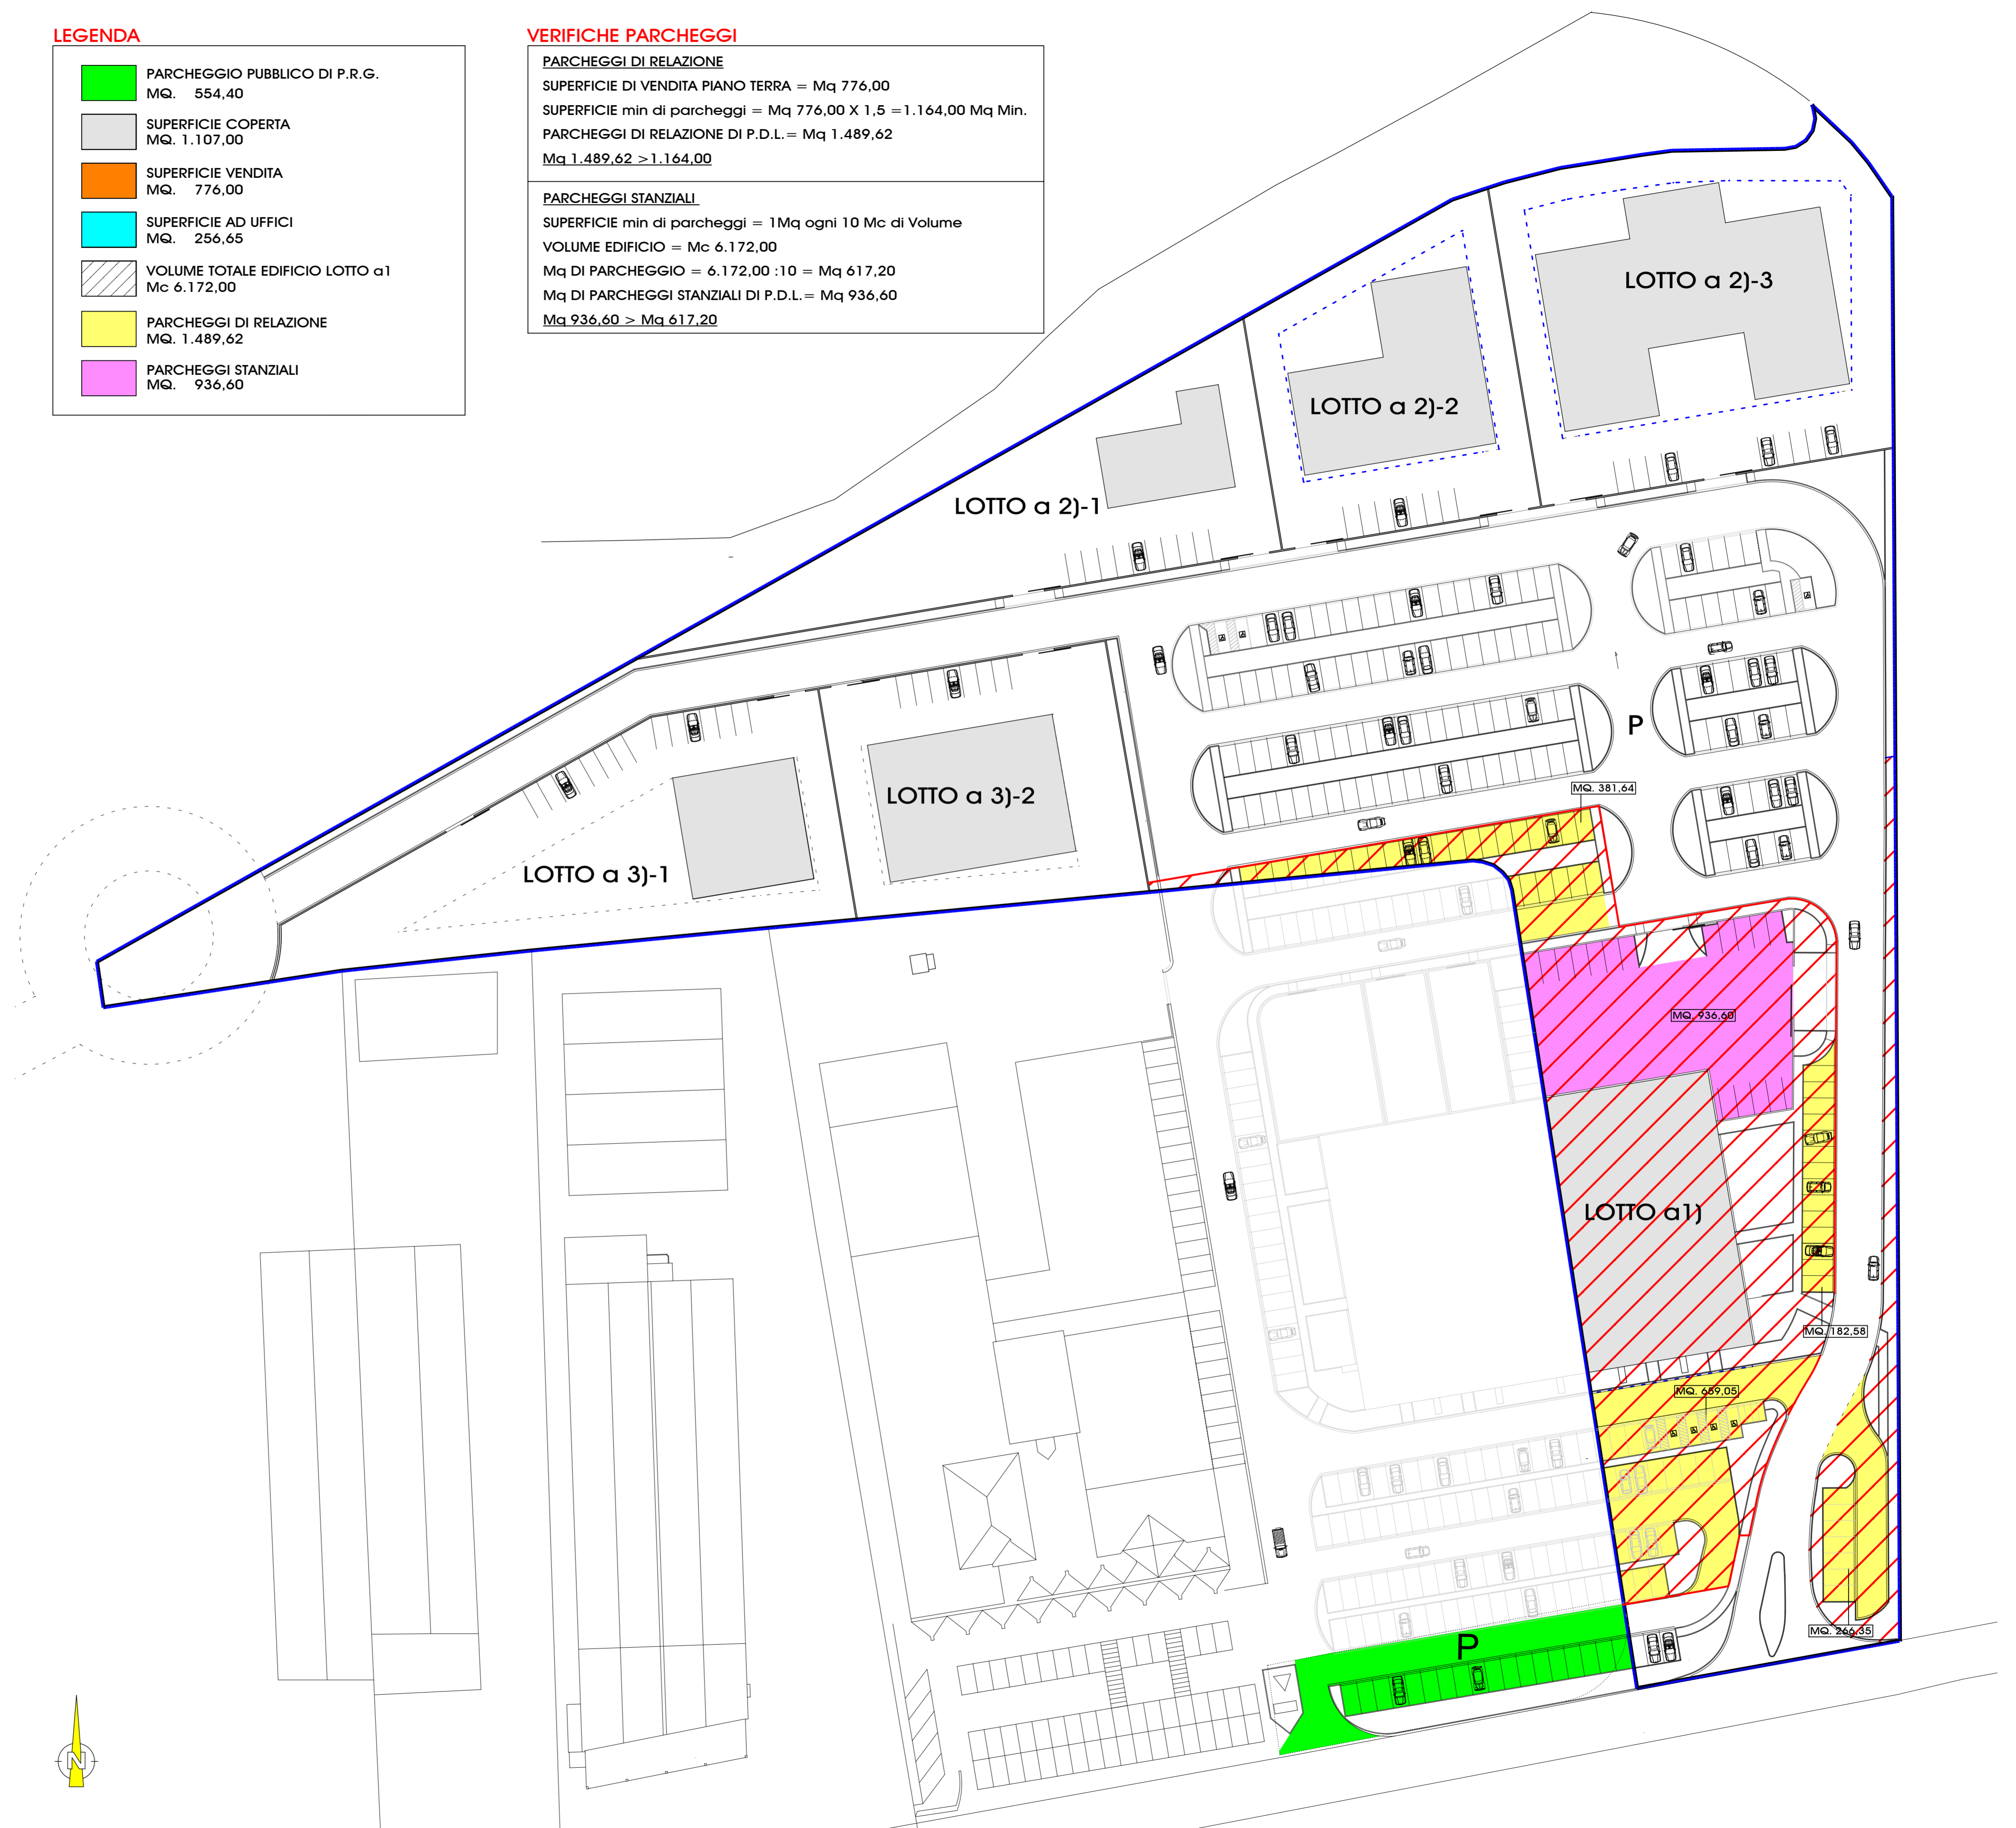 LEGENDA
PARCHEGGIO PUBBLICO DI P.R.G.
MQ. 554,40
SUPERFICIE COPERTA
MQ. 1.107,00
SUPERFICIE VENDITA
MQ. 776,00
SUPERFICIE AD UFFICI
MQ. 256,65
VOLUME TOTALE EDIFICIO LOTTO a1
Mc 6.172,00
PARCHEGGI DI RELAZIONE
MQ. 1.489,62
PARCHEGGI STANZIALI
MQ. 936,60
VERIFICHE PARCHEGGI
PARCHEGGI DI RELAZIONE
SUPERFICIE DI VENDITA PIANO TERRA = Mq 776,00
SUPERFICIE min di parcheggi = Mq 776,00 X 1,5 =1.164,00 Mq Min.
PARCHEGGI DI RELAZIONE DI P.D.L.= Mq 1.489,62
Mq 1.489,62 >1.164,00
PARCHEGGI STANZIALI
SUPERFICIE min di parcheggi = 1Mq ogni 10 Mc di Volume
VOLUME EDIFICIO = Mc 6.172,00
Mq DI PARCHEGGIO = 6.172,00 :10 = Mq 617,20
Mq DI PARCHEGGI STANZIALI DI P.D.L.= Mq 936,60
Mq 936,60 > Mq 617,20
LOTTO a 2)-3
LOTTO a 2)-2
LOTTO a 2)-1
P
MQ. 381,64
LOTTO a 3)-2
LOTTO a 3)-1
MQ. 936,60
LOTTO a1)
MQ. 182,58
MQ. 659,05
MQ. 266,35
P
N